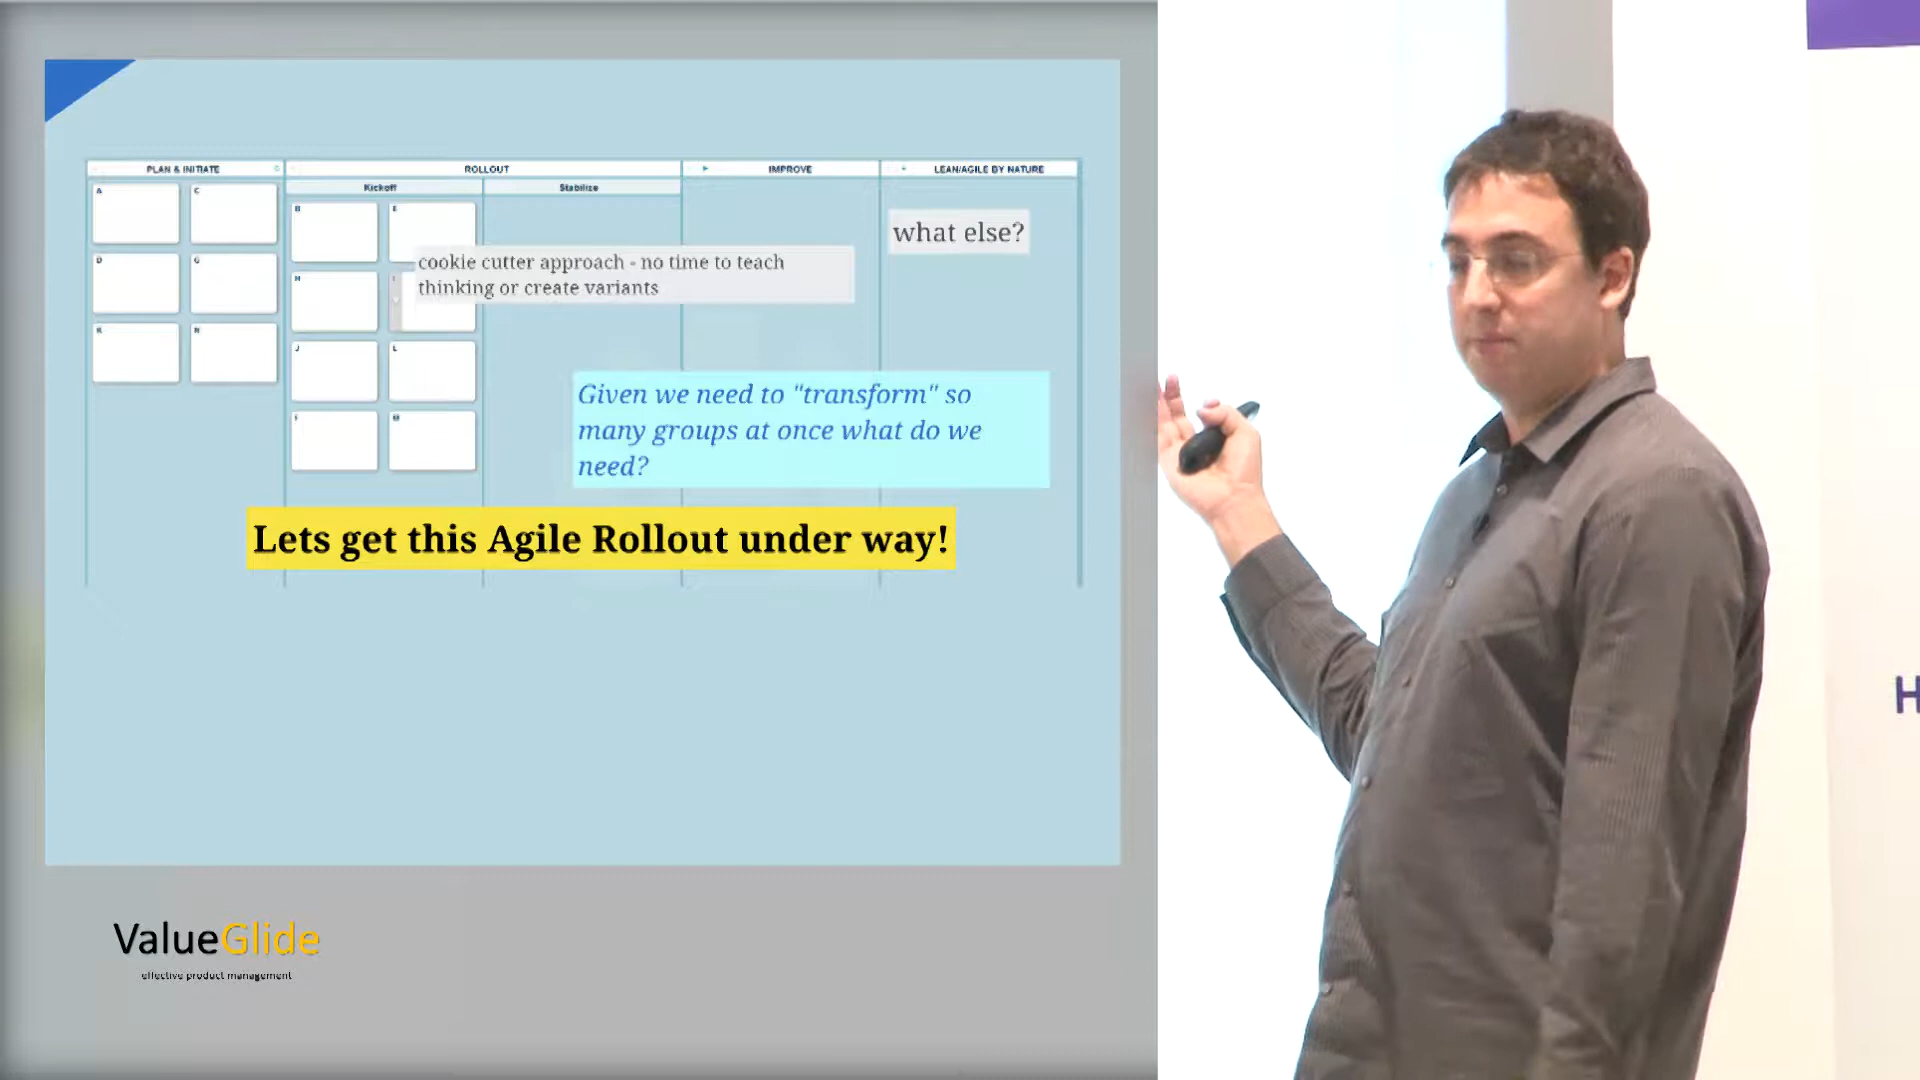 PLAN & INITIATE
ROLLOUT
IMPROVE
LEAN/AGILE BY NATURE
Kickoff
Stabilize
A
C
B
E
what else?
cookie cutter approach - no time to teach
thinking or create variants
D
G
H
K
N
J
L
Given we need to "transform" so
many groups at once what do we
need?
M
Lets get this Agile Rollout under way!
H
ValueGlide
effective product management